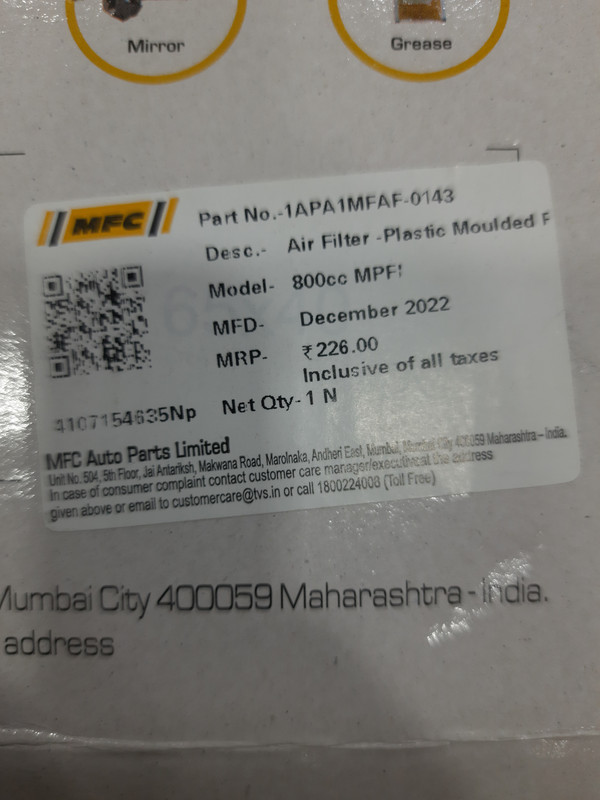 Mirror
Grease
MFC
Part No.-1APA1MFAF-0143
Desc.- Air Filter -Plastic Moulded
Model- 800cc MPFI
MFD- December 2022
MRP- ₹226.00
Inclusive of all taxes
4107154635Np Net Qty-1 N
MFC Auto Parts Limited
Unit No. 504, 5th Floor, Jai Antariksh, Makwana Road, Marolnaka, Andheri East, Mumbai, Mumbai City 400059 Maharashtra – India.
In case of consumer complaint contact customer care manager/executive at the address
given above or email to customercare@tvs.in or call 1800224008 (Toll Free)
Mumbai City 400059 Maharashtra - India.
address